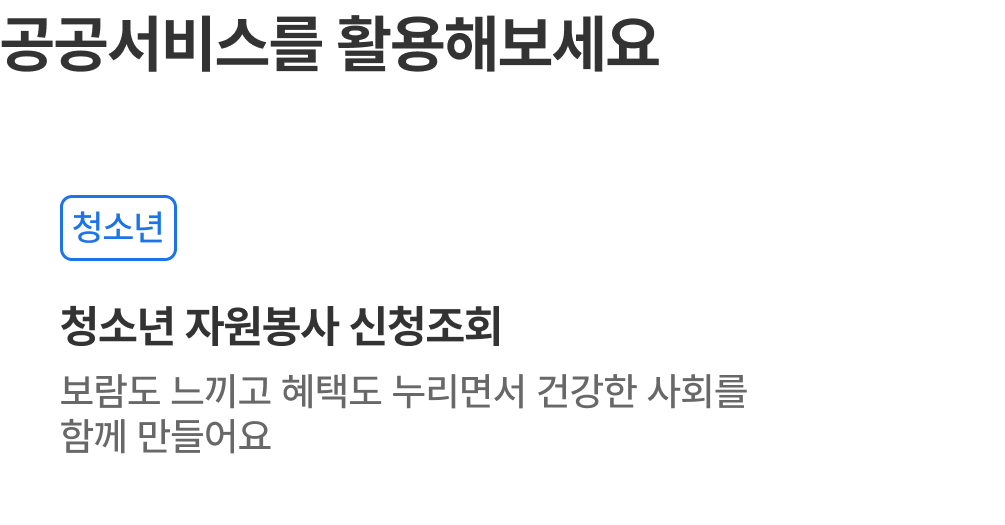 공공서비스를 활용해보세요
청소년
청소년 자원봉사 신청조회
보람도 느끼고 혜택도 누리면서 건강한 사회를
함께 만들어요